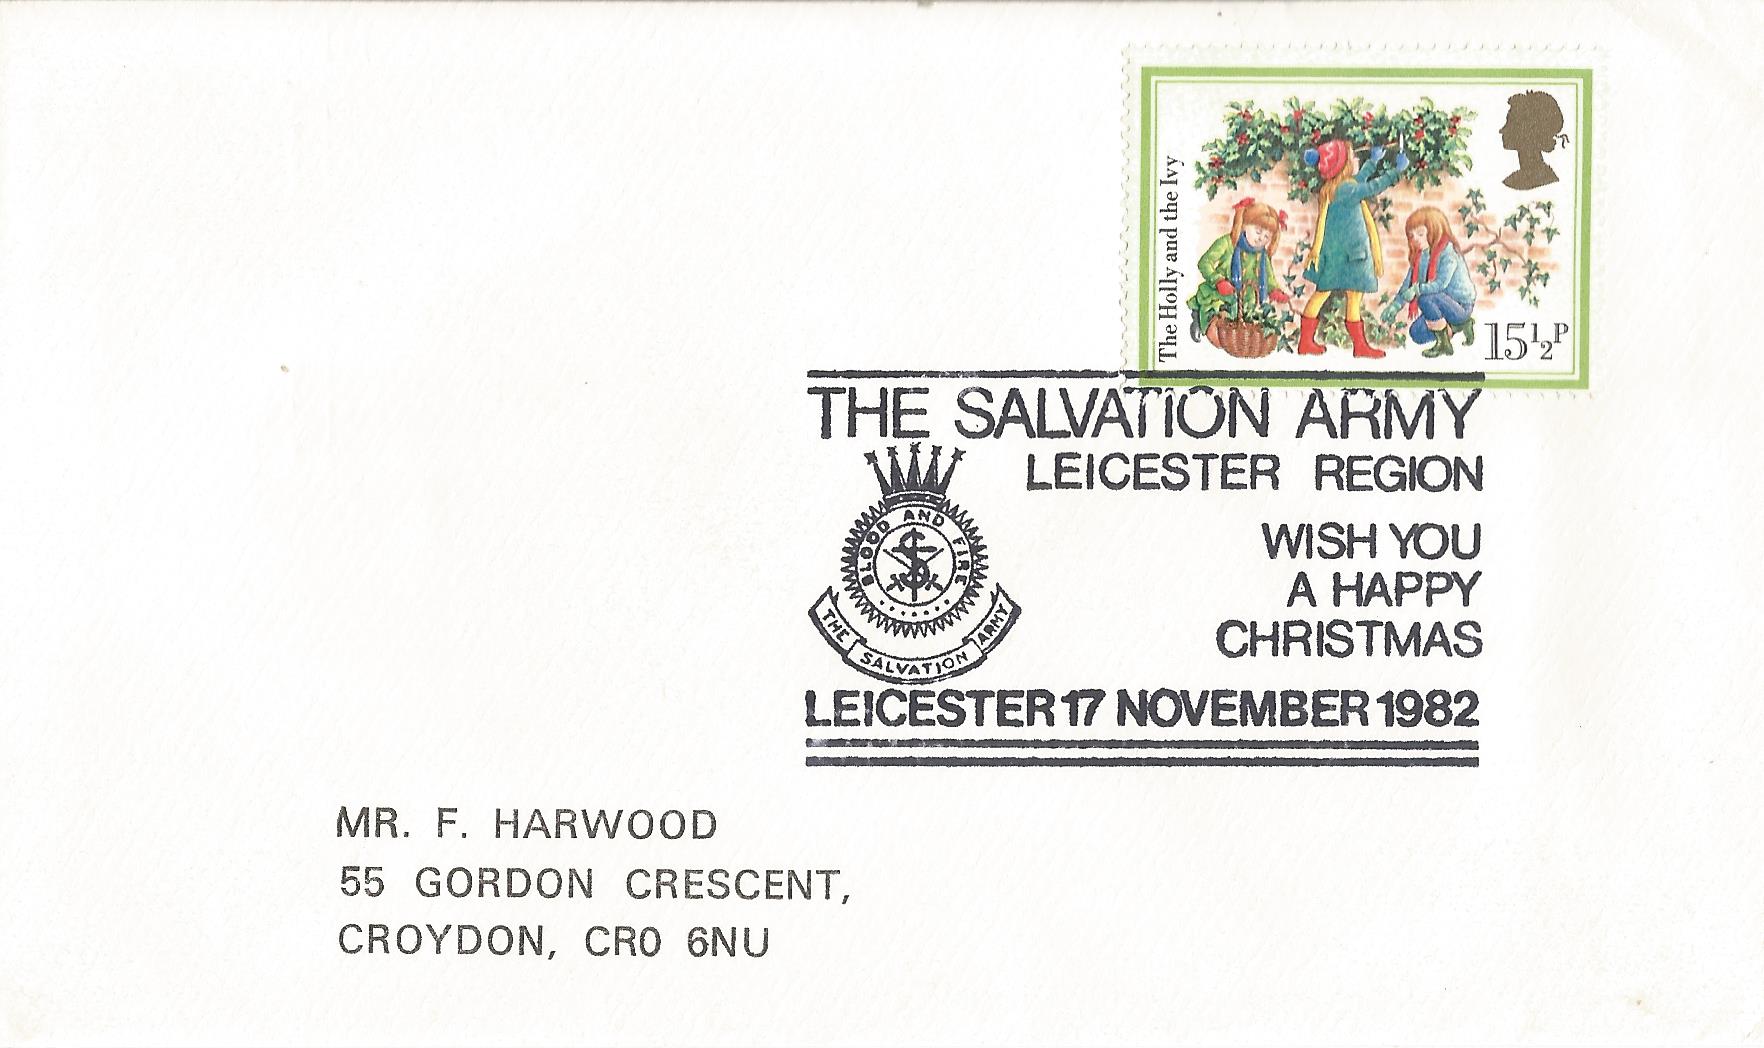 The Holly and the Ivy
15½P
THE SALVATION ARMY
LEICESTER REGION
BLOOD AND FIRE
S
THE SALVATION ARMY
WISH YOU
A HAPPY
CHRISTMAS
LEICESTER 17 NOVEMBER 1982
MR. F. HARWOOD
55 GORDON CRESCENT,
CROYDON, CR0 6NU